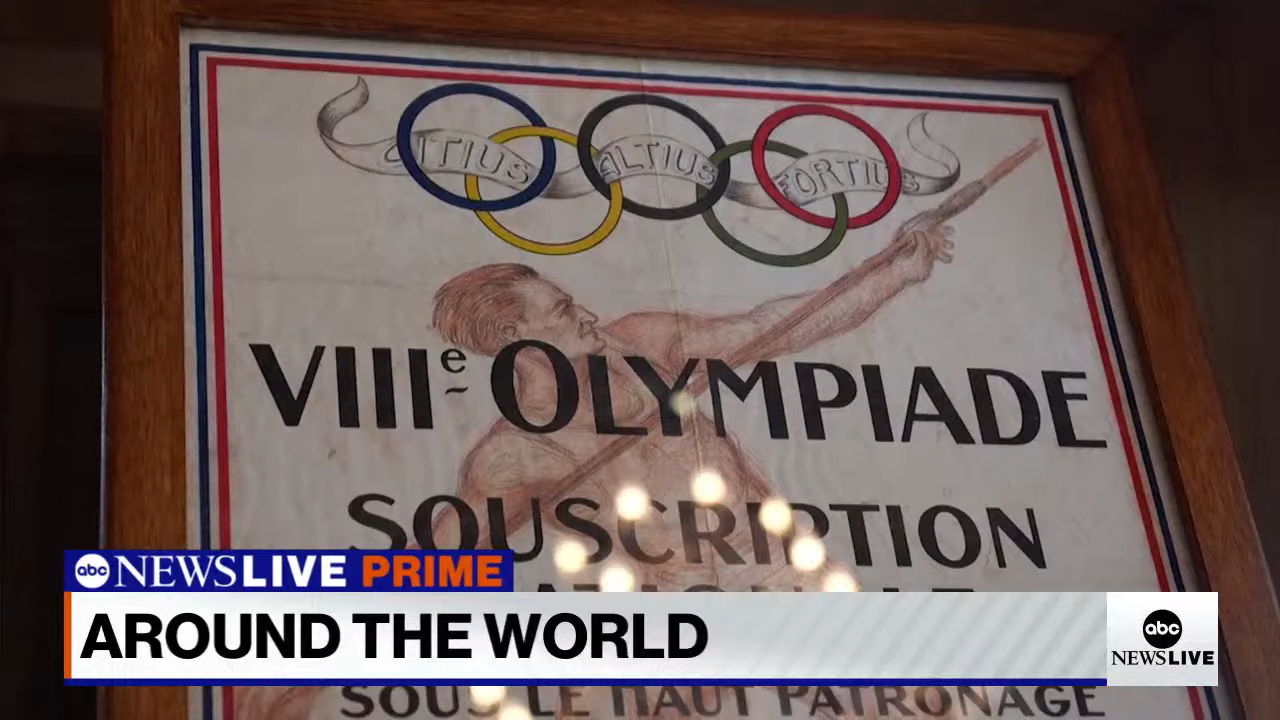 CITIUS ALTIUS FORTIUS
VIIIe OLYMPIADE
SOUSCRIPTION
abc NEWS LIVE PRIME
AROUND THE WORLD
abc
NEWS LIVE
SOUS LE HAUT PATRONAGE